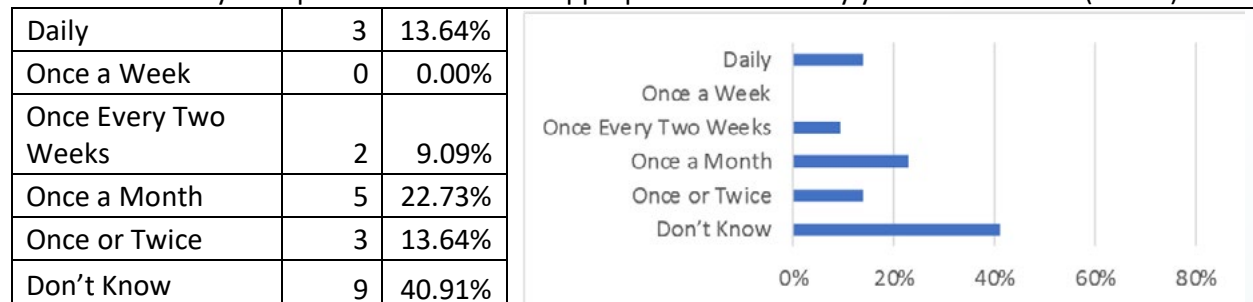 Daily 3 13.64%
Once a Week 0 0.00%
Once Every Two
Weeks 2 9.09%
Once a Month 5 22.73%
Once or Twice 3 13.64%
Don't Know 9 40.91%
Daily
Once a Week
Once Every Two Weeks
Once a Month
Once or Twice
Don't Know
0% 20% 40% 60% 80%